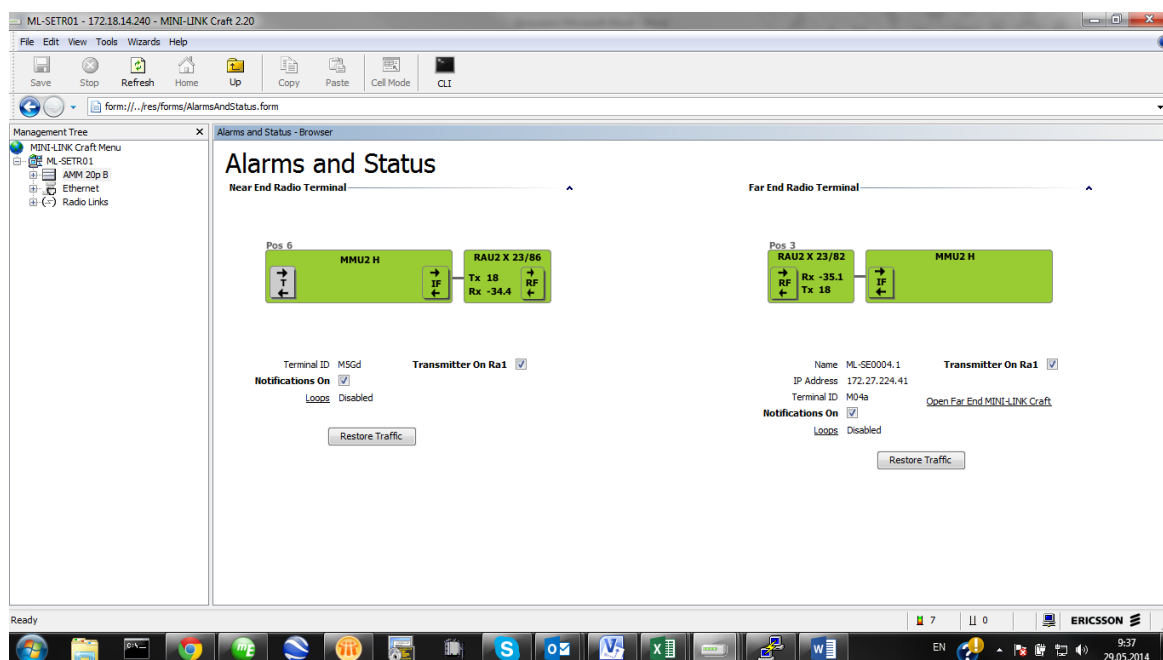 ML-SETR01 - 172.18.14.240 - MINI-LINK Craft 2.20
File Edit View Tools Wizards Help
Save Stop Refresh Home Up Copy Paste Cell Mode CLI
form://../res/forms/AlarmsAndStatus.form
Management Tree X
Alarms and Status - Browser
MINI-LINK Craft Menu
ML-SETR01
AMM 20p B
Ethernet
Radio Links
Alarms and Status
Near End Radio Terminal
Pos 6
MMU2 H
T
IF
RAU2 X 23/86
Tx 18
Rx -34.4
RF
Terminal ID M5Gd
Transmitter On Ra1
Notifications On
Loops Disabled
Restore Traffic
Far End Radio Terminal
Pos 3
RAU2 X 23/82
RF
Rx -35.1
Tx 18
IF
MMU2 H
Name ML-SE0004.1
Transmitter On Ra1
IP Address 172.27.224.41
Terminal ID M04a
Open Far End MINI-LINK Craft
Notifications On
Loops Disabled
Restore Traffic
Ready
7
0
ERICSSON
EN
9:37
29.05.2014